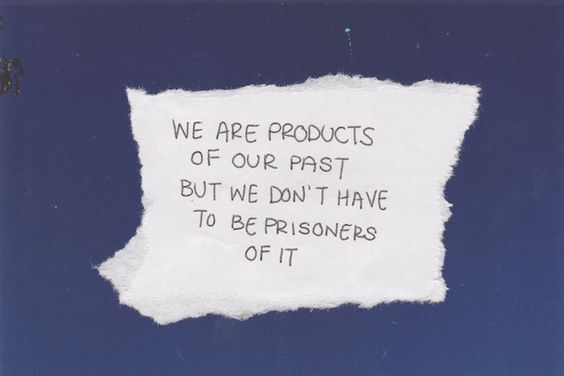 WE ARE PRODUCTS
OF OUR PAST
BUT WE DON'T HAVE
TO BE PRISONERS
OF IT